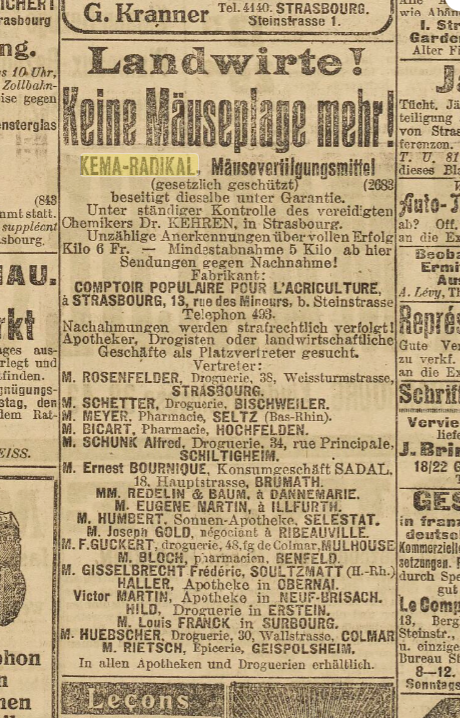 G. Kranner Tel. 4140. STRASBOURG.
Steinstrasse 1.
Landwirte!
Keine Mäuseplage mehr!
KEMA-RADIKAL, Mäusevertilgungsmittel
(gesetzlich geschützt) (2683
beseitigt dieselbe unter Garantie.
Unter ständiger Kontrolle des vereidigten
Chemikers Dr. KEHREN, in Strasbourg.
Unzählige Anerkennungen über vollen Erfolg
Kilo 6 Fr. — Mindestabnahme 5 Kilo ab hier
Sendungen gegen Nachnahme!
Fabrikant:
COMPTOIR POPULAIRE POUR L'AGRICULTURE,
à STRASBOURG, 13, rue des Mineurs, b. Steinstrasse
Telephon 493.
Nachahmungen werden strafrechtlich verfolgt!
Apotheker, Drogisten oder landwirtschaftliche
Geschäfte als Platzvertreter gesucht.
Vertreter:
M. ROSENFELDER, Droguerie, 38, Weissturmstrasse,
STRASBOURG.
M. SCHETTER, Droguerie, BISCHWEILER.
M. MEYER, Pharmacie, SELTZ (Bas-Rhin).
M. BICART, Pharmacie, HOCHFELDEN.
M. SCHUNK Alfred, Droguerie, 34, rue Principale,
SCHILTIGHEIM.
M. Ernest BOURNIQUE, Konsumgeschäft SADAL,
18, Hauptstrasse, BRUMATH.
MM. REDELIN & BAUM, à DANNEMARIE.
M. EUGENE MARTIN, à ILLFURTH.
M. HUMBERT, Sonnen-Apotheke, SELESTAT.
M. Joseph GOLD, négociant à RIBEAUVILLE.
M. F. GUCKERT, droguerie, 48, fg de Colmar, MULHOUSE
M. BLOCH, pharmacien, BENFELD.
M. GISSELBRECHT Frédéric, SOULTZMATT (H.-Rh.)
HALLER, Apotheke in OBERNAI.
Victor MARTIN, Apotheke in NEUF-BRISACH.
HILD, Droguerie in ERSTEIN.
M. Louis FRANCK in SURBOURG.
M. HUEBSCHER, Droguerie, 30, Wallstrasse, COLMAR
M. RIETSCH, Epicerie, GEISPOLSHEIM.
In allen Apotheken und Droguerien erhältlich.
Leçons